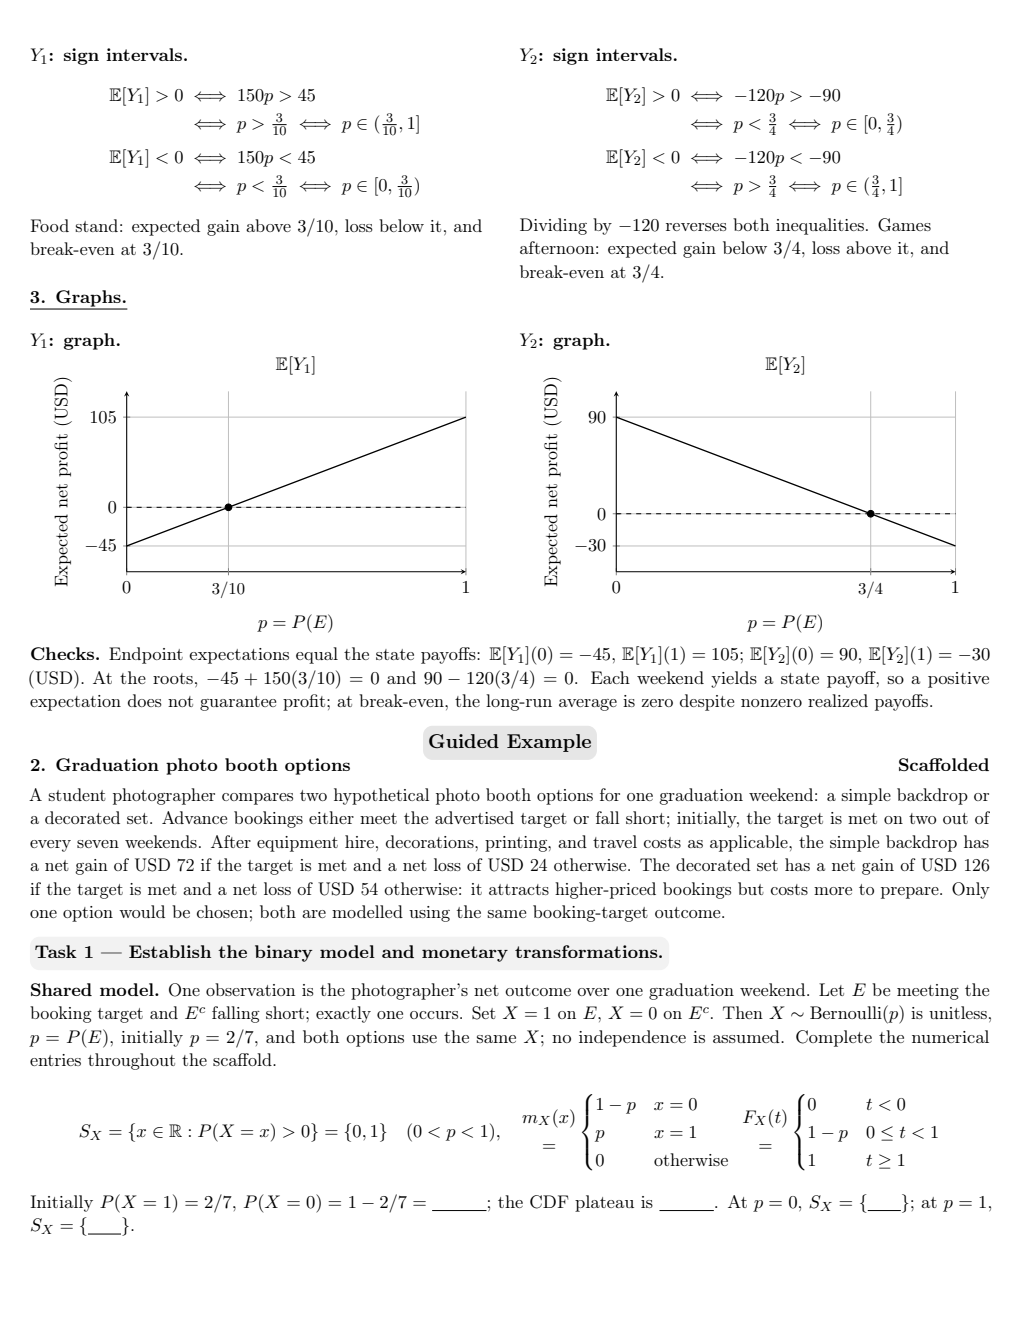 Y₁: sign intervals.
𝔼[Y₁] > 0 ⟺ 150p > 45
⟺ p > 3/10 ⟺ p ∈ (3/10, 1]
𝔼[Y₁] < 0 ⟺ 150p < 45
⟺ p < 3/10 ⟺ p ∈ [0, 3/10)
Food stand: expected gain above 3/10, loss below it, and
break-even at 3/10.
Y₂: sign intervals.
𝔼[Y₂] > 0 ⟺ −120p > −90
⟺ p < 3/4 ⟺ p ∈ [0, 3/4)
𝔼[Y₂] < 0 ⟺ −120p < −90
⟺ p > 3/4 ⟺ p ∈ (3/4, 1]
Dividing by −120 reverses both inequalities. Games
afternoon: expected gain below 3/4, loss above it, and
break-even at 3/4.
3. Graphs.
Y₁: graph.
𝔼[Y₁]
Expected net profit (USD)
105
0
−45
0 3/10 1
p = P(E)
Y₂: graph.
𝔼[Y₂]
Expected net profit (USD)
90
0
−30
0 3/4 1
p = P(E)
Checks. Endpoint expectations equal the state payoffs: 𝔼[Y₁](0) = −45, 𝔼[Y₁](1) = 105; 𝔼[Y₂](0) = 90, 𝔼[Y₂](1) = −30
(USD). At the roots, −45 + 150(3/10) = 0 and 90 − 120(3/4) = 0. Each weekend yields a state payoff, so a positive
expectation does not guarantee profit; at break-even, the long-run average is zero despite nonzero realized payoffs.
Guided Example
2. Graduation photo booth options Scaffolded
A student photographer compares two hypothetical photo booth options for one graduation weekend: a simple backdrop or
a decorated set. Advance bookings either meet the advertised target or fall short; initially, the target is met on two out of
every seven weekends. After equipment hire, decorations, printing, and travel costs as applicable, the simple backdrop has
a net gain of USD 72 if the target is met and a net loss of USD 24 otherwise. The decorated set has a net gain of USD 126
if the target is met and a net loss of USD 54 otherwise: it attracts higher-priced bookings but costs more to prepare. Only
one option would be chosen; both are modelled using the same booking-target outcome.
Task 1 — Establish the binary model and monetary transformations.
Shared model. One observation is the photographer's net outcome over one graduation weekend. Let E be meeting the
booking target and Eᶜ falling short; exactly one occurs. Set X = 1 on E, X = 0 on Eᶜ. Then X ∼ Bernoulli(p) is unitless,
p = P(E), initially p = 2/7, and both options use the same X; no independence is assumed. Complete the numerical
entries throughout the scaffold.
S_X = {x ∈ ℝ : P(X = x) > 0} = {0, 1} (0 < p < 1),
m_X(x) = { 1 − p x = 0
p x = 1
0 otherwise
F_X(t) = { 0 t < 0
1 − p 0 ≤ t < 1
1 t ≥ 1
Initially P(X = 1) = 2/7, P(X = 0) = 1 − 2/7 = ______; the CDF plateau is ______. At p = 0, S_X = {____}; at p = 1,
S_X = {____}.